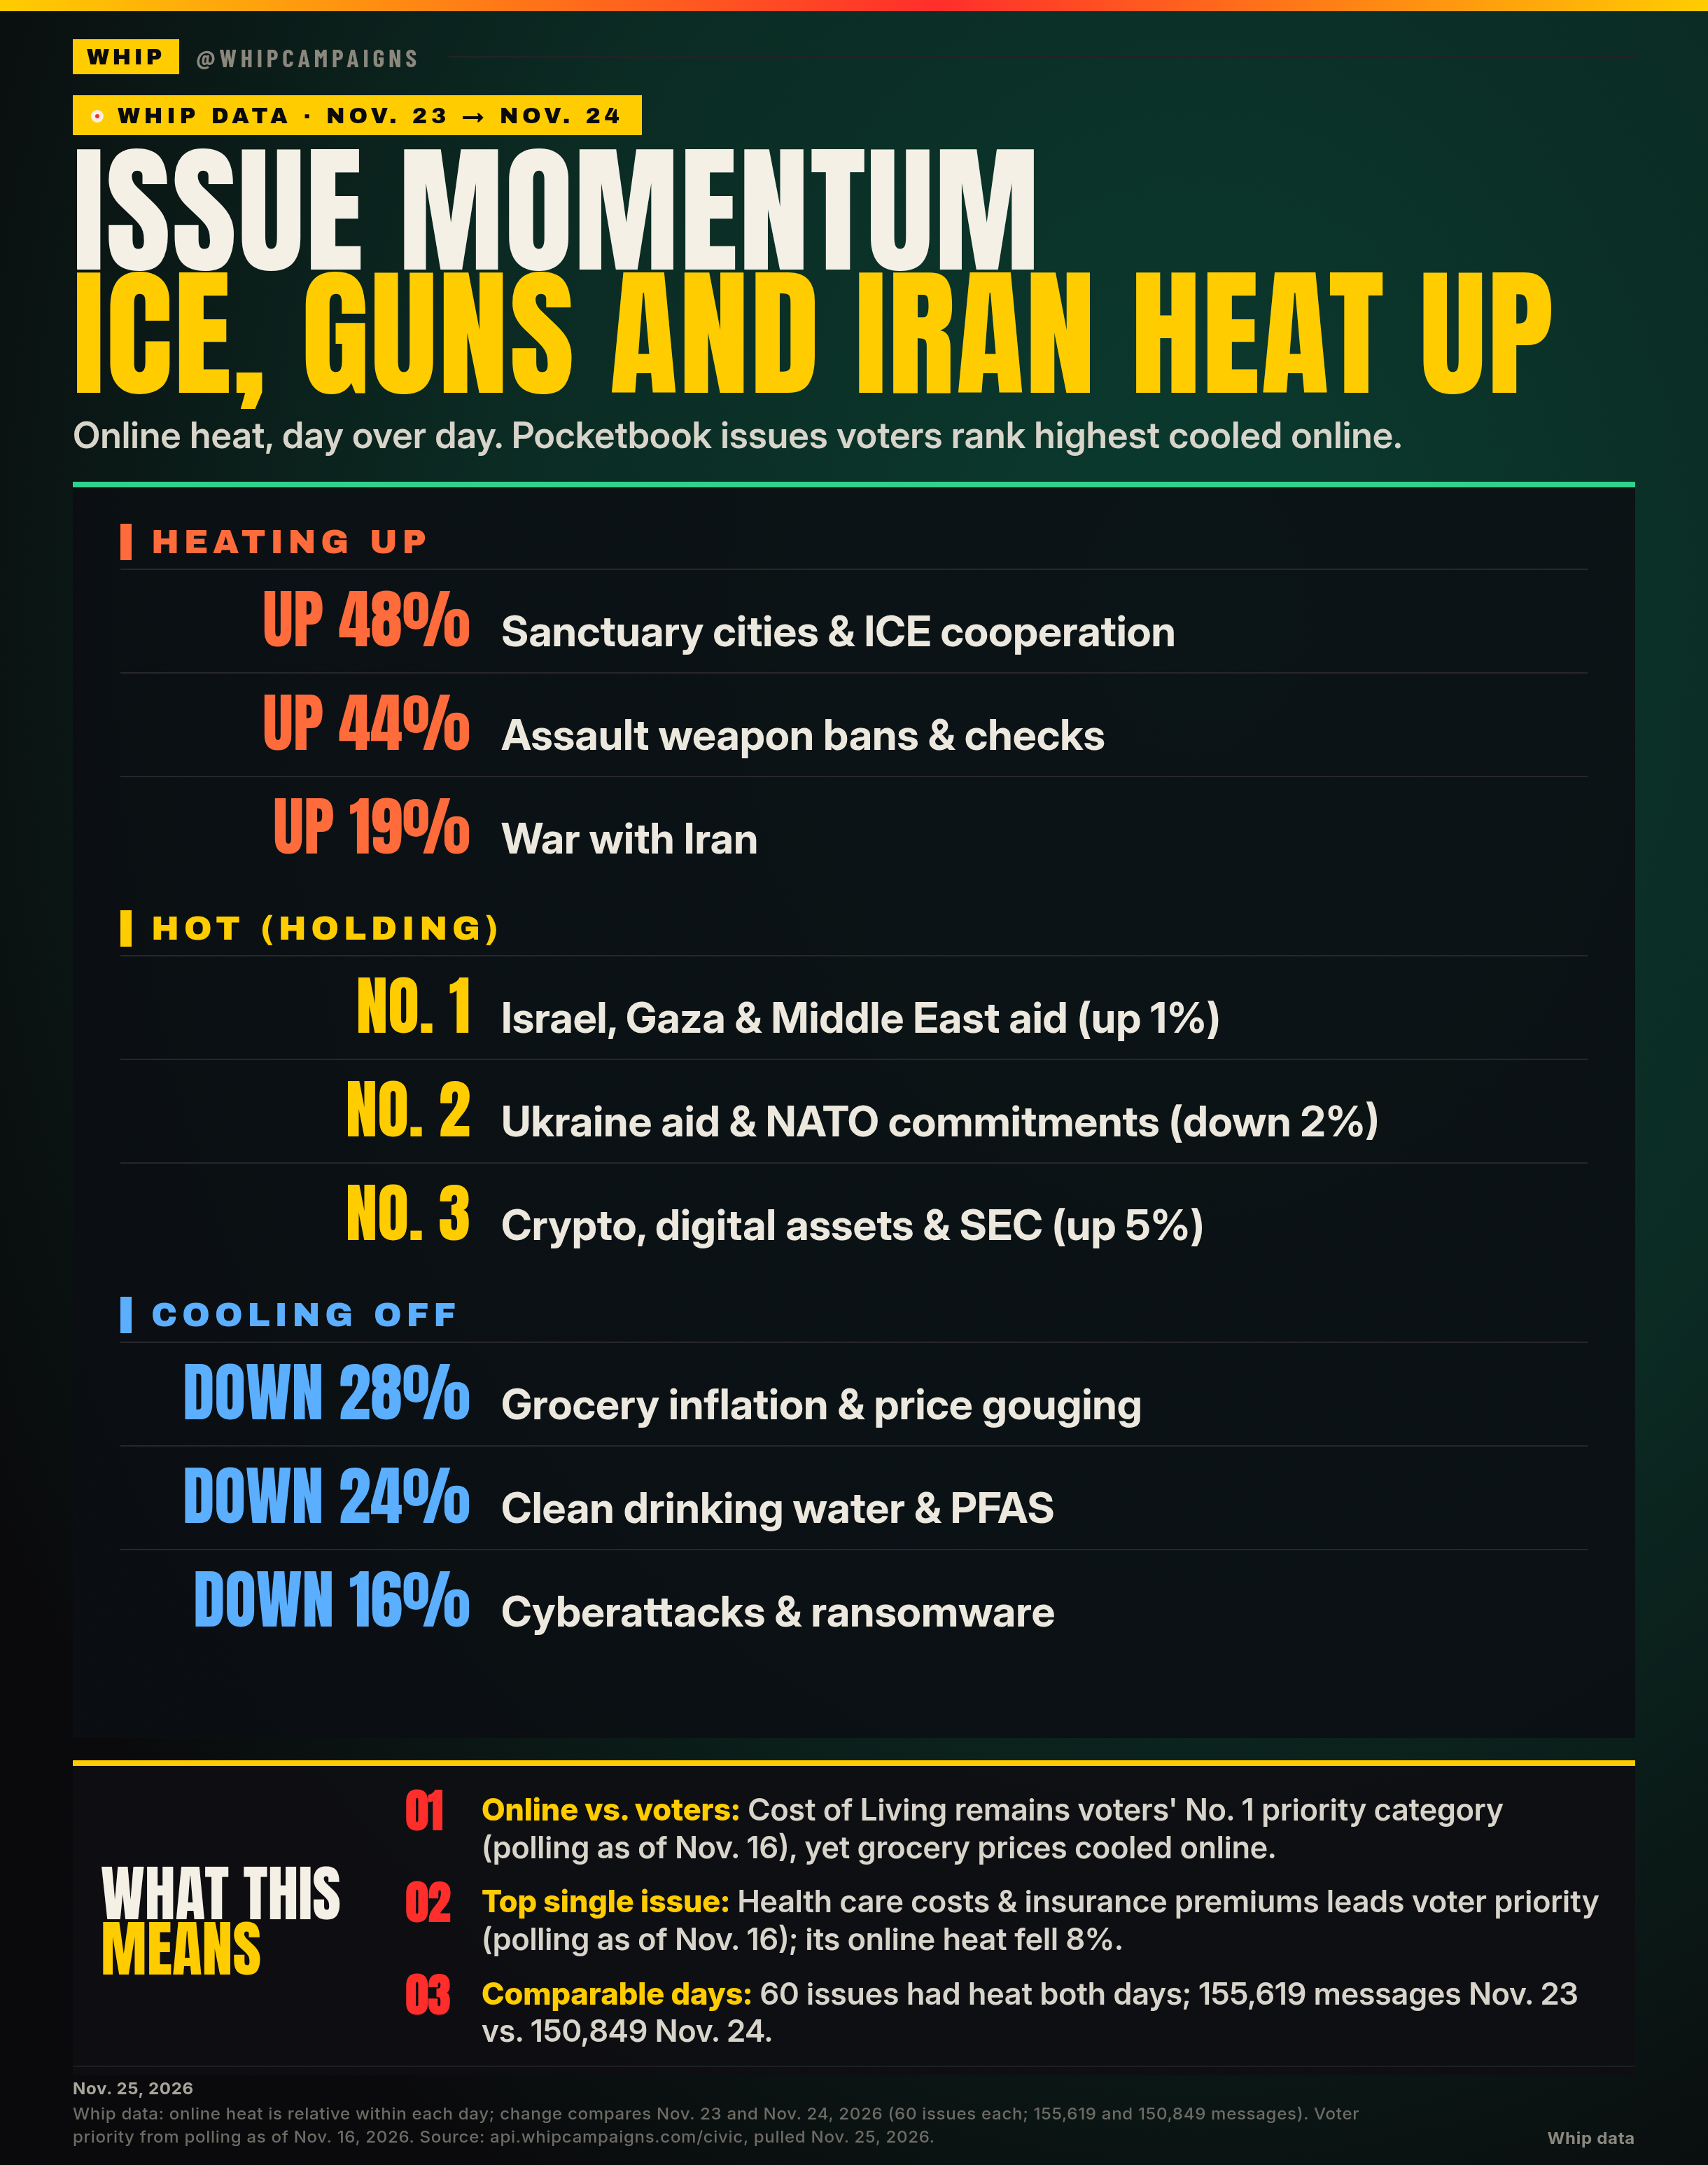 WHIP @WHIPCAMPAIGNS
WHIP DATA · NOV. 23 → NOV. 24
ISSUE MOMENTUM
ICE, GUNS AND IRAN HEAT UP
Online heat, day over day. Pocketbook issues voters rank highest cooled online.
HEATING UP
UP 48% Sanctuary cities & ICE cooperation
UP 44% Assault weapon bans & checks
UP 19% War with Iran
HOT (HOLDING)
NO. 1 Israel, Gaza & Middle East aid (up 1%)
NO. 2 Ukraine aid & NATO commitments (down 2%)
NO. 3 Crypto, digital assets & SEC (up 5%)
COOLING OFF
DOWN 28% Grocery inflation & price gouging
DOWN 24% Clean drinking water & PFAS
DOWN 16% Cyberattacks & ransomware
WHAT THIS
MEANS
01 Online vs. voters: Cost of Living remains voters' No. 1 priority category
(polling as of Nov. 16), yet grocery prices cooled online.
02 Top single issue: Health care costs & insurance premiums leads voter priority
(polling as of Nov. 16); its online heat fell 8%.
03 Comparable days: 60 issues had heat both days; 155,619 messages Nov. 23
vs. 150,849 Nov. 24.
Nov. 25, 2026
Whip data: online heat is relative within each day; change compares Nov. 23 and Nov. 24, 2026 (60 issues each; 155,619 and 150,849 messages). Voter
priority from polling as of Nov. 16, 2026. Source: api.whipcampaigns.com/civic, pulled Nov. 25, 2026.
Whip data